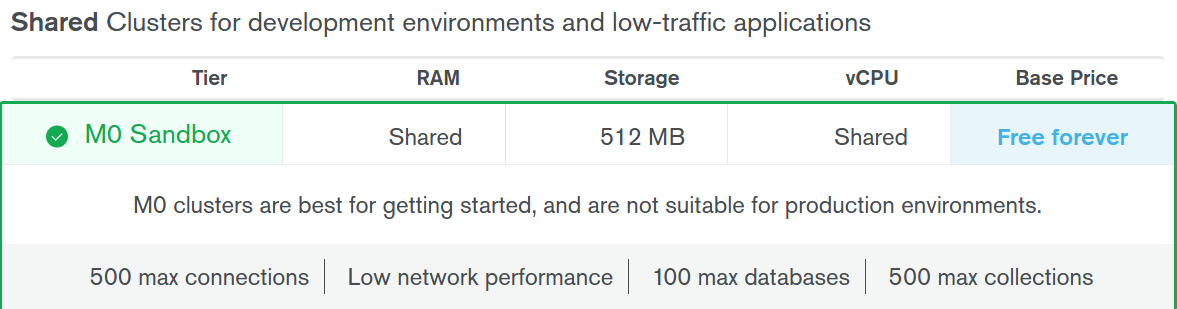 Shared Clusters for development environments and low-traffic applications
Tier RAM Storage vCPU Base Price
M0 Sandbox Shared 512 MB Shared Free forever
M0 clusters are best for getting started, and are not suitable for production environments.
500 max connections Low network performance 100 max databases 500 max collections